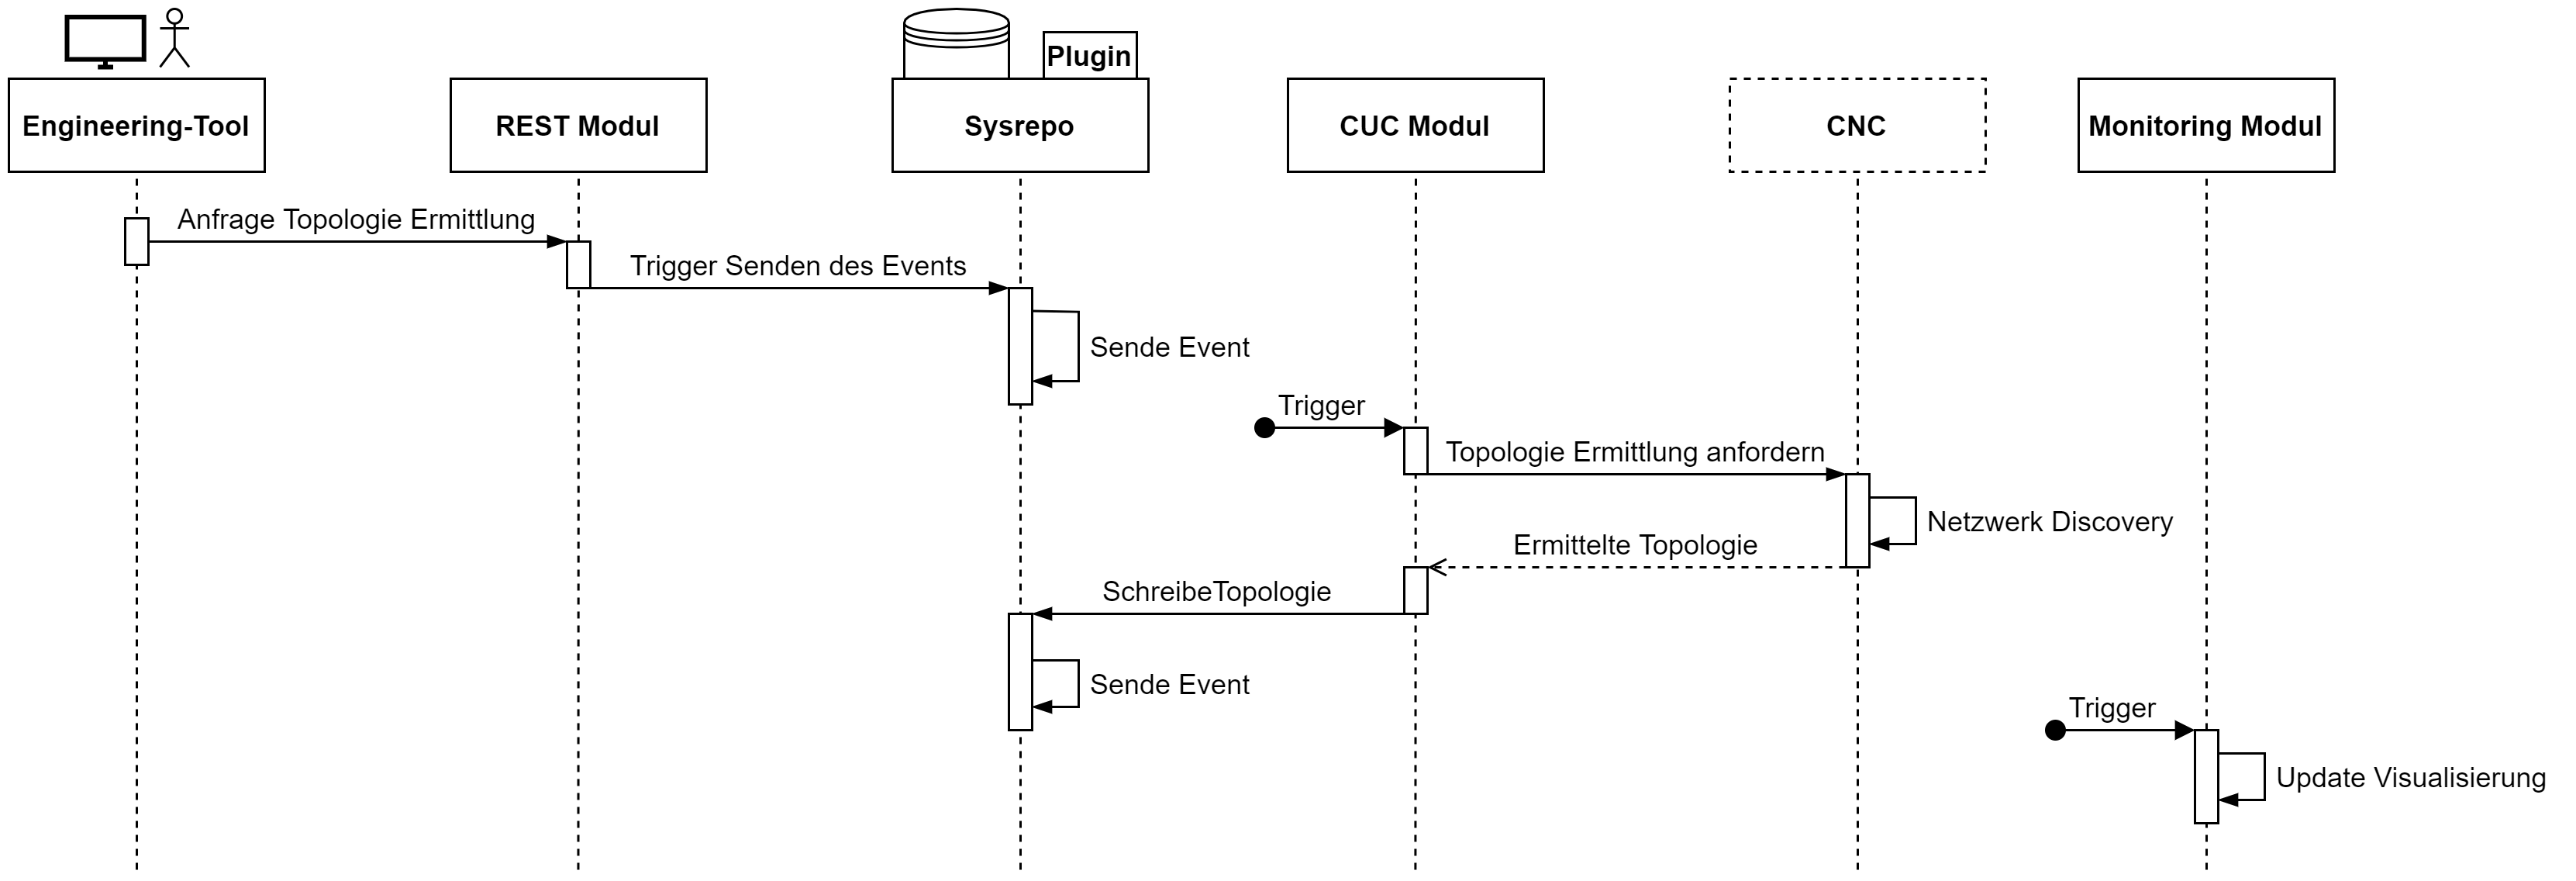 Plugin
Engineering-Tool
REST Modul
Sysrepo
CUC Modul
CNC
Monitoring Modul
Anfrage Topologie Ermittlung
Trigger Senden des Events
Sende Event
Trigger
Topologie Ermittlung anfordern
Netzwerk Discovery
Ermittelte Topologie
SchreibeTopologie
Sende Event
Trigger
Update Visualisierung